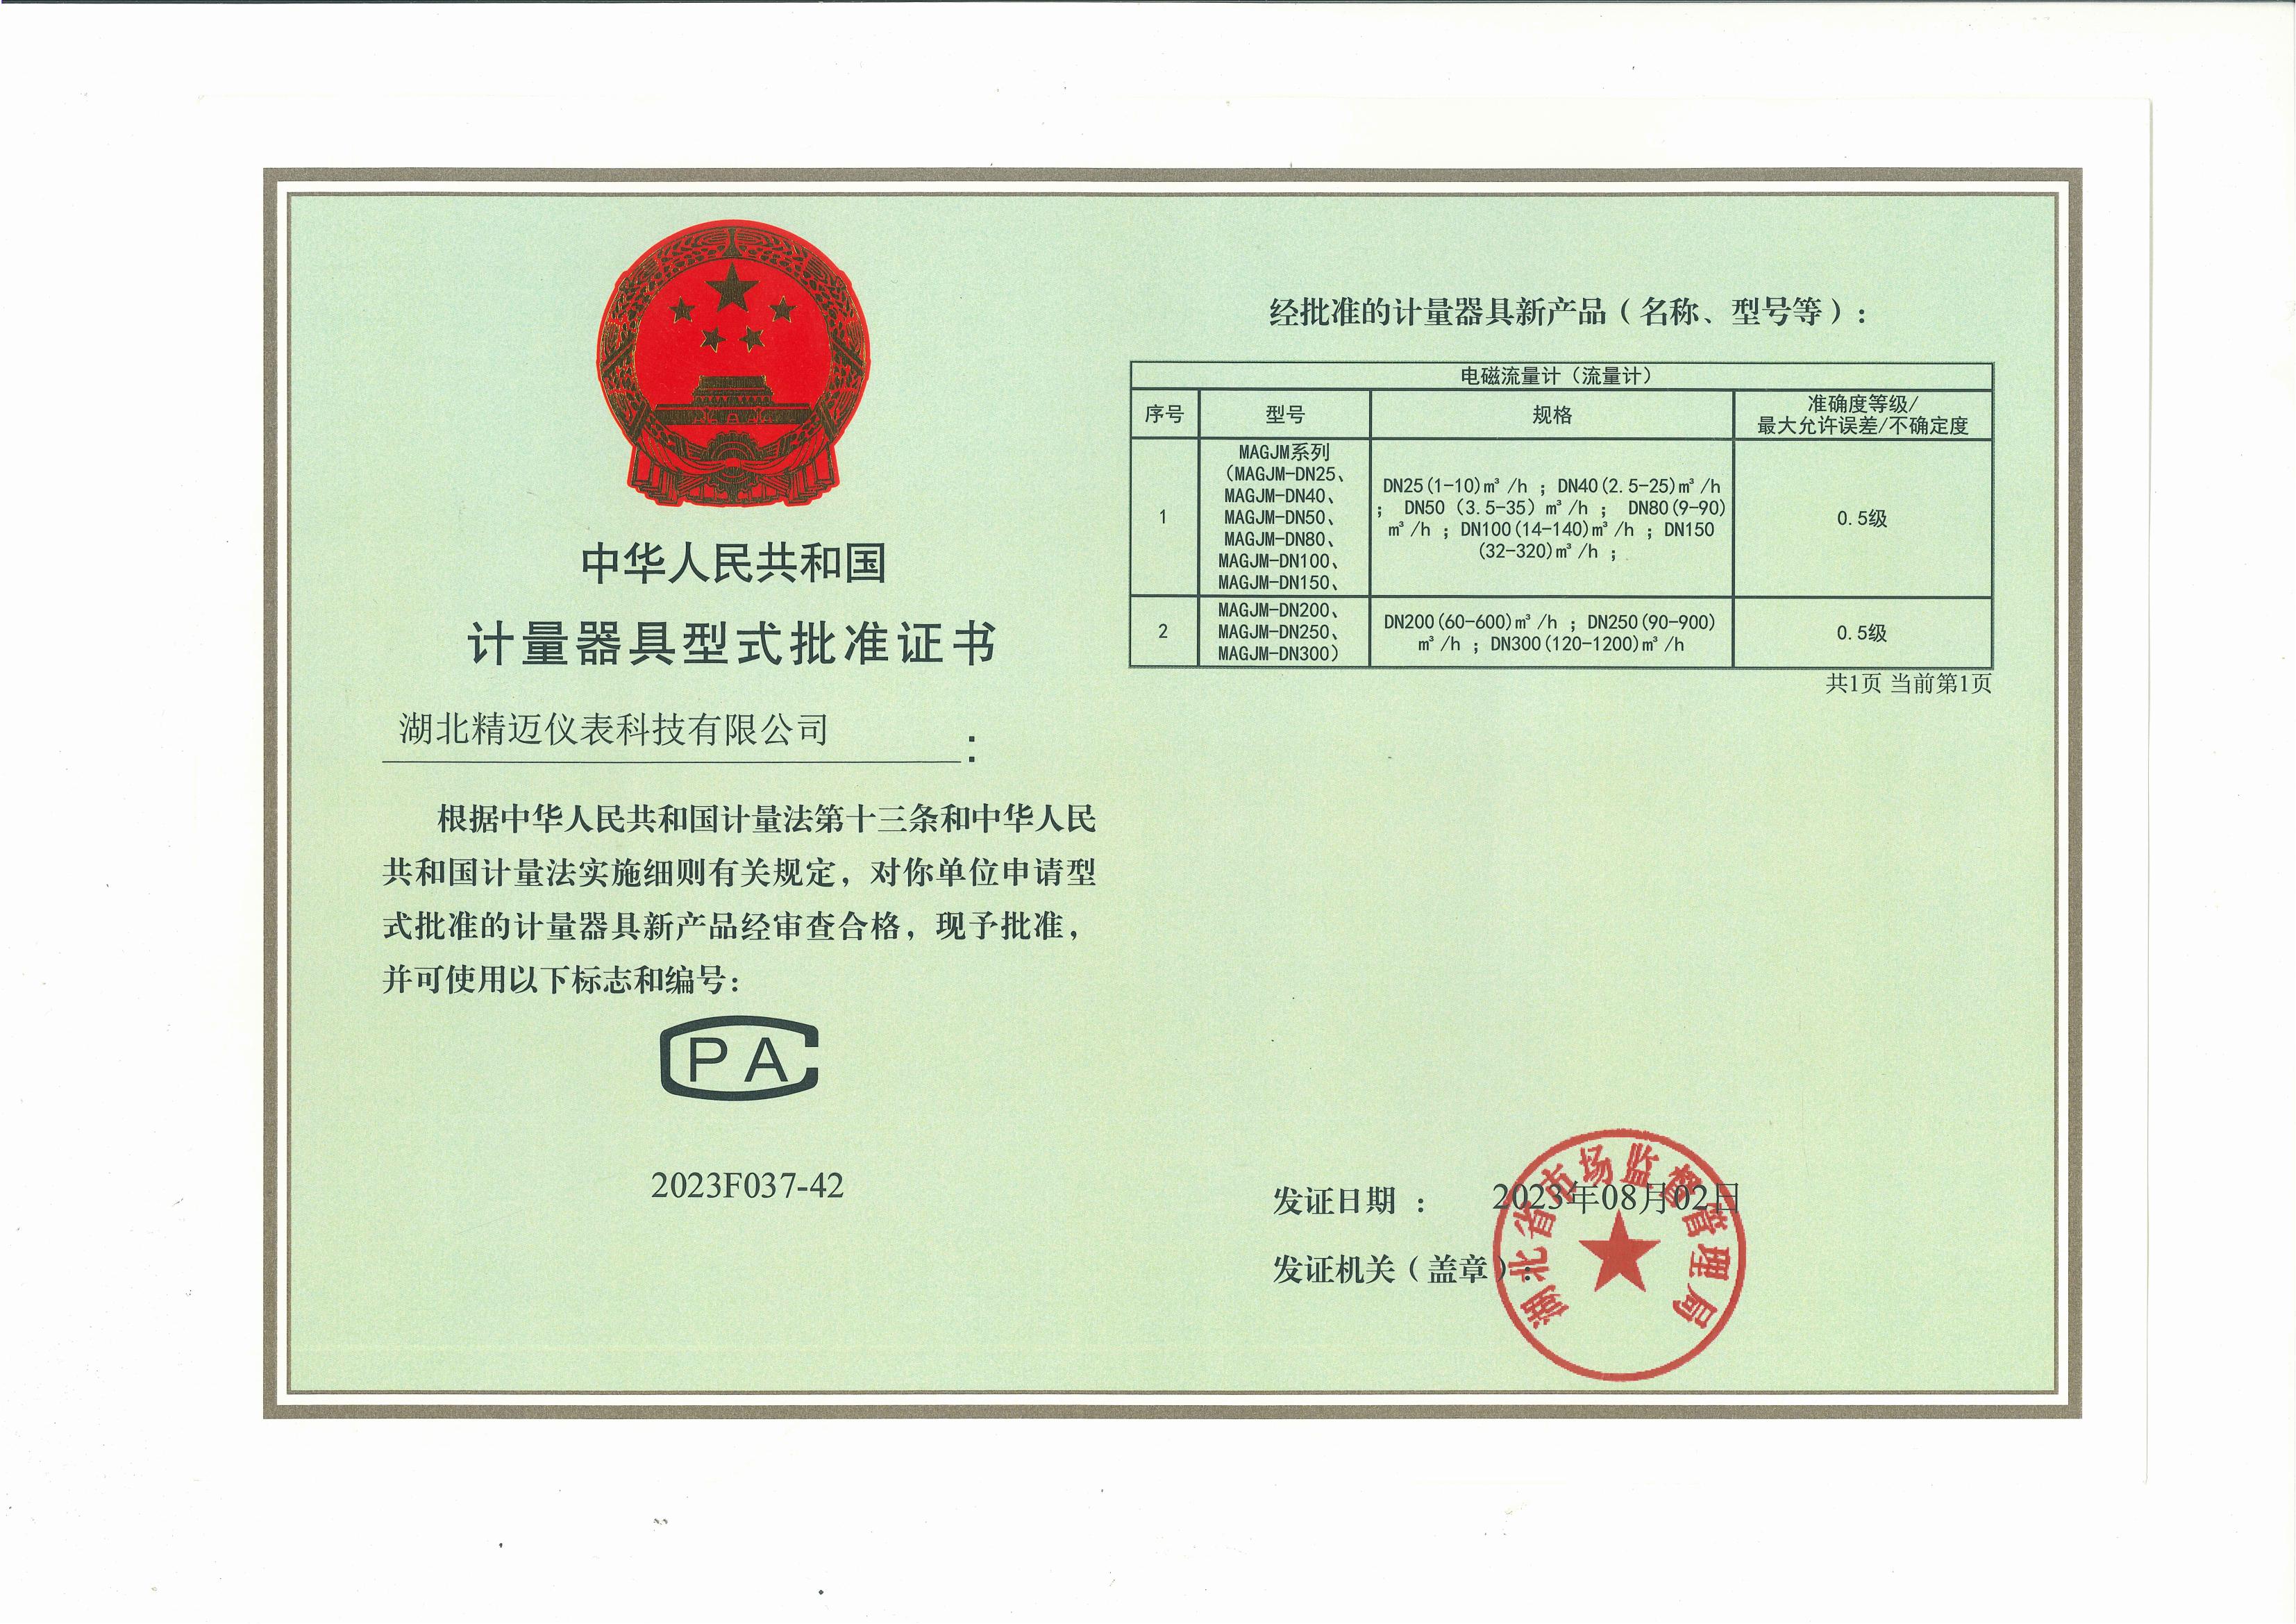 中华人民共和国
计量器具型式批准证书
湖北精迈仪表科技有限公司：
根据中华人民共和国计量法第十三条和中华人民
共和国计量法实施细则有关规定，对你单位申请型
式批准的计量器具新产品经审查合格，现予批准，
并可使用以下标志和编号：
CPA
2023F037-42
经批准的计量器具新产品（名称、型号等）：
电磁流量计（流量计）
序号 型号 规格 准确度等级/
最大允许误差/不确定度
1
MAGJM系列
（MAGJM-DN25、
MAGJM-DN40、
MAGJM-DN50、
MAGJM-DN80、
MAGJM-DN100、
MAGJM-DN150、
DN25(1-10)m³/h ；DN40(2.5-25)m³/h
； DN50（3.5-35）m³/h ； DN80(9-90)
m³/h ；DN100(14-140)m³/h ；DN150
(32-320)m³/h ；
0.5级
2
MAGJM-DN200、
MAGJM-DN250、
MAGJM-DN300）
DN200(60-600)m³/h ；DN250(90-900)
m³/h ；DN300(120-1200)m³/h
0.5级
共1页 当前第1页
发证日期 ： 2023年08月02日
发证机关（盖章）：
湖北省市场监督管理局